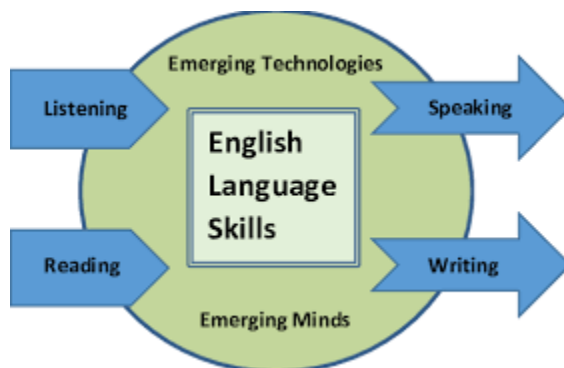 Emerging Technologies
Listening
Speaking
English
Language
Skills
Reading
Writing
Emerging Minds